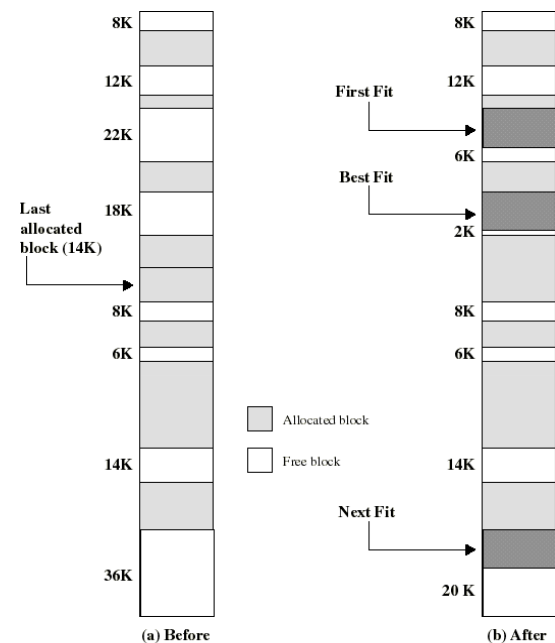 8K
12K
22K
18K
Last
allocated
block (14K)
8K
6K
14K
36K
(a) Before
Allocated block
Free block
8K
12K
First Fit
6K
Best Fit
2K
8K
6K
14K
Next Fit
20 K
(b) After